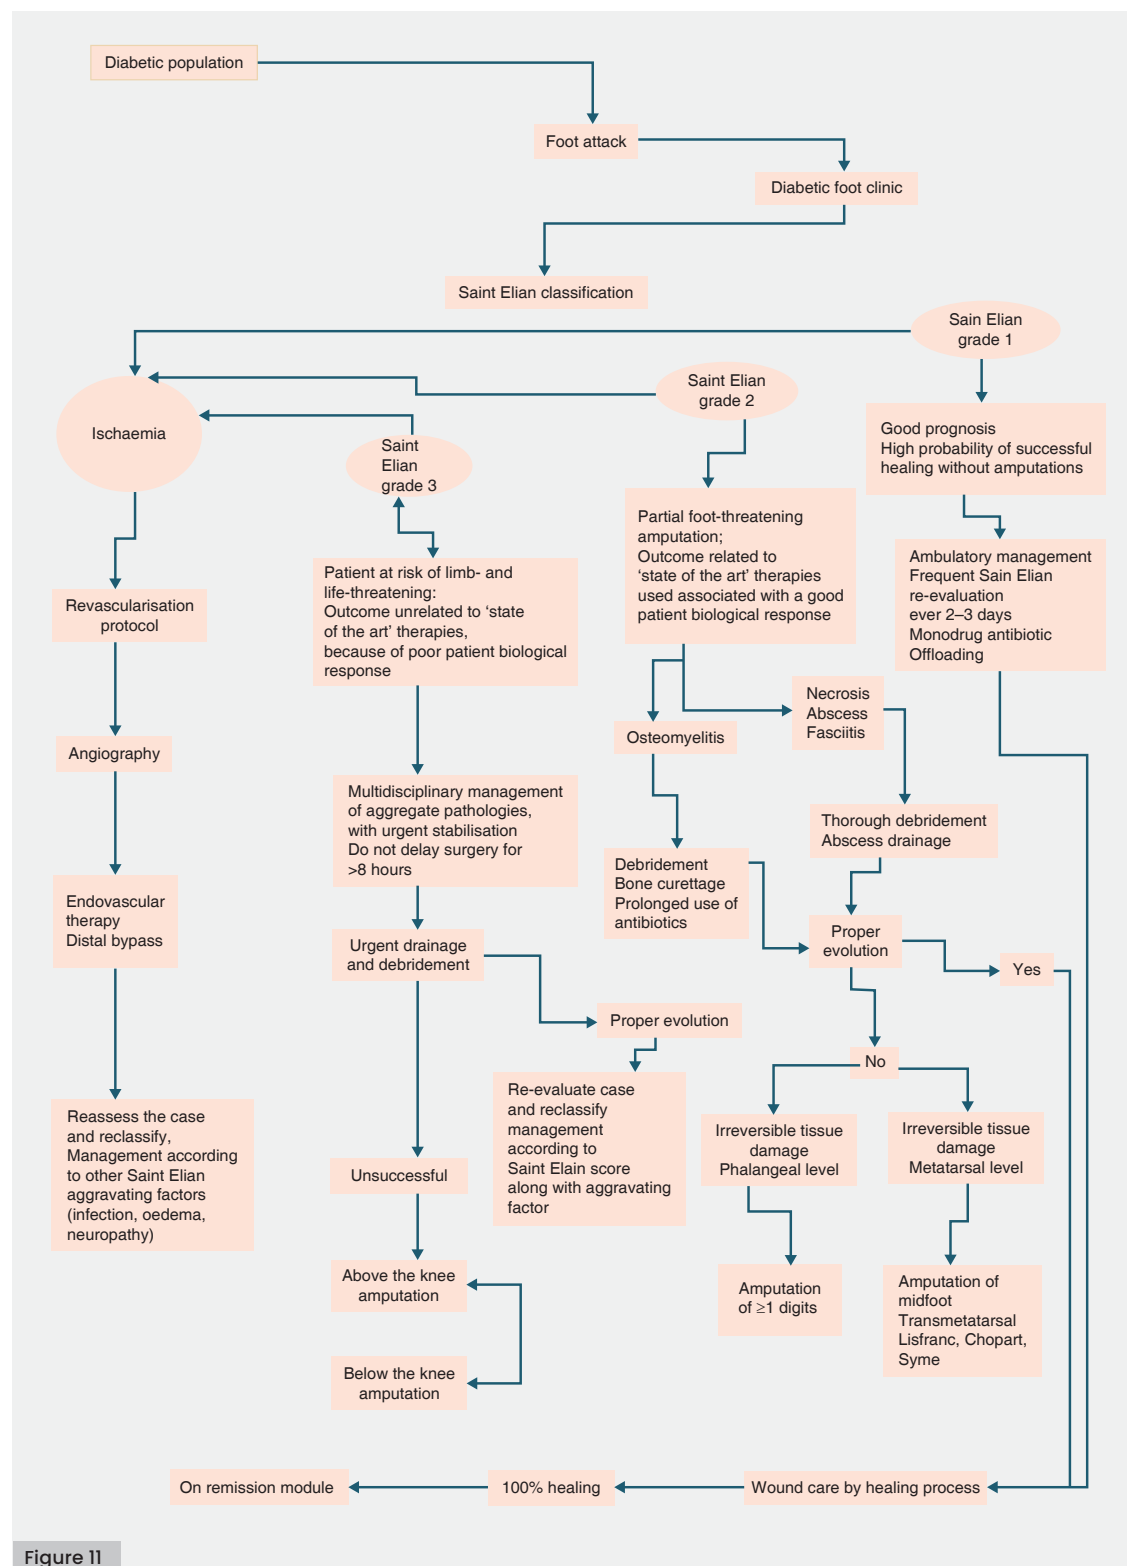 Diabetic population
Foot attack
Diabetic foot clinic
Saint Elian classification
Sain Elian
grade 1
Saint Elian
grade 2
Ischaemia
Saint
Elian
grade 3
Good prognosis
High probability of successful
healing without amputations
Partial foot-threatening
amputation;
Outcome related to
‘state of the art’ therapies
used associated with a good
patient biological response
Ambulatory management
Frequent Sain Elian
re-evaluation
ever 2–3 days
Monodrug antibiotic
Offloading
Patient at risk of limb- and
life-threatening:
Outcome unrelated to ‘state
of the art’ therapies,
because of poor patient biological
response
Revascularisation
protocol
Necrosis
Abscess
Fasciitis
Osteomyelitis
Angiography
Multidisciplinary management
of aggregate pathologies,
with urgent stabilisation
Do not delay surgery for
>8 hours
Thorough debridement
Abscess drainage
Debridement
Bone curettage
Prolonged use of
antibiotics
Endovascular
therapy
Distal bypass
Urgent drainage
and debridement
Proper
evolution
Yes
Proper evolution
No
Re-evaluate case
and reclassify
management
according to
Saint Elain score
along with aggravating
factor
Reassess the case
and reclassify,
Management according
to other Saint Elian
aggravating factors
(infection, oedema,
neuropathy)
Irreversible tissue
damage
Phalangeal level
Irreversible tissue
damage
Metatarsal level
Unsuccessful
Above the knee
amputation
Amputation
of ≥1 digits
Amputation of
midfoot
Transmetatarsal
Lisfranc, Chopart,
Syme
Below the knee
amputation
On remission module
100% healing
Wound care by healing process
Figure 11